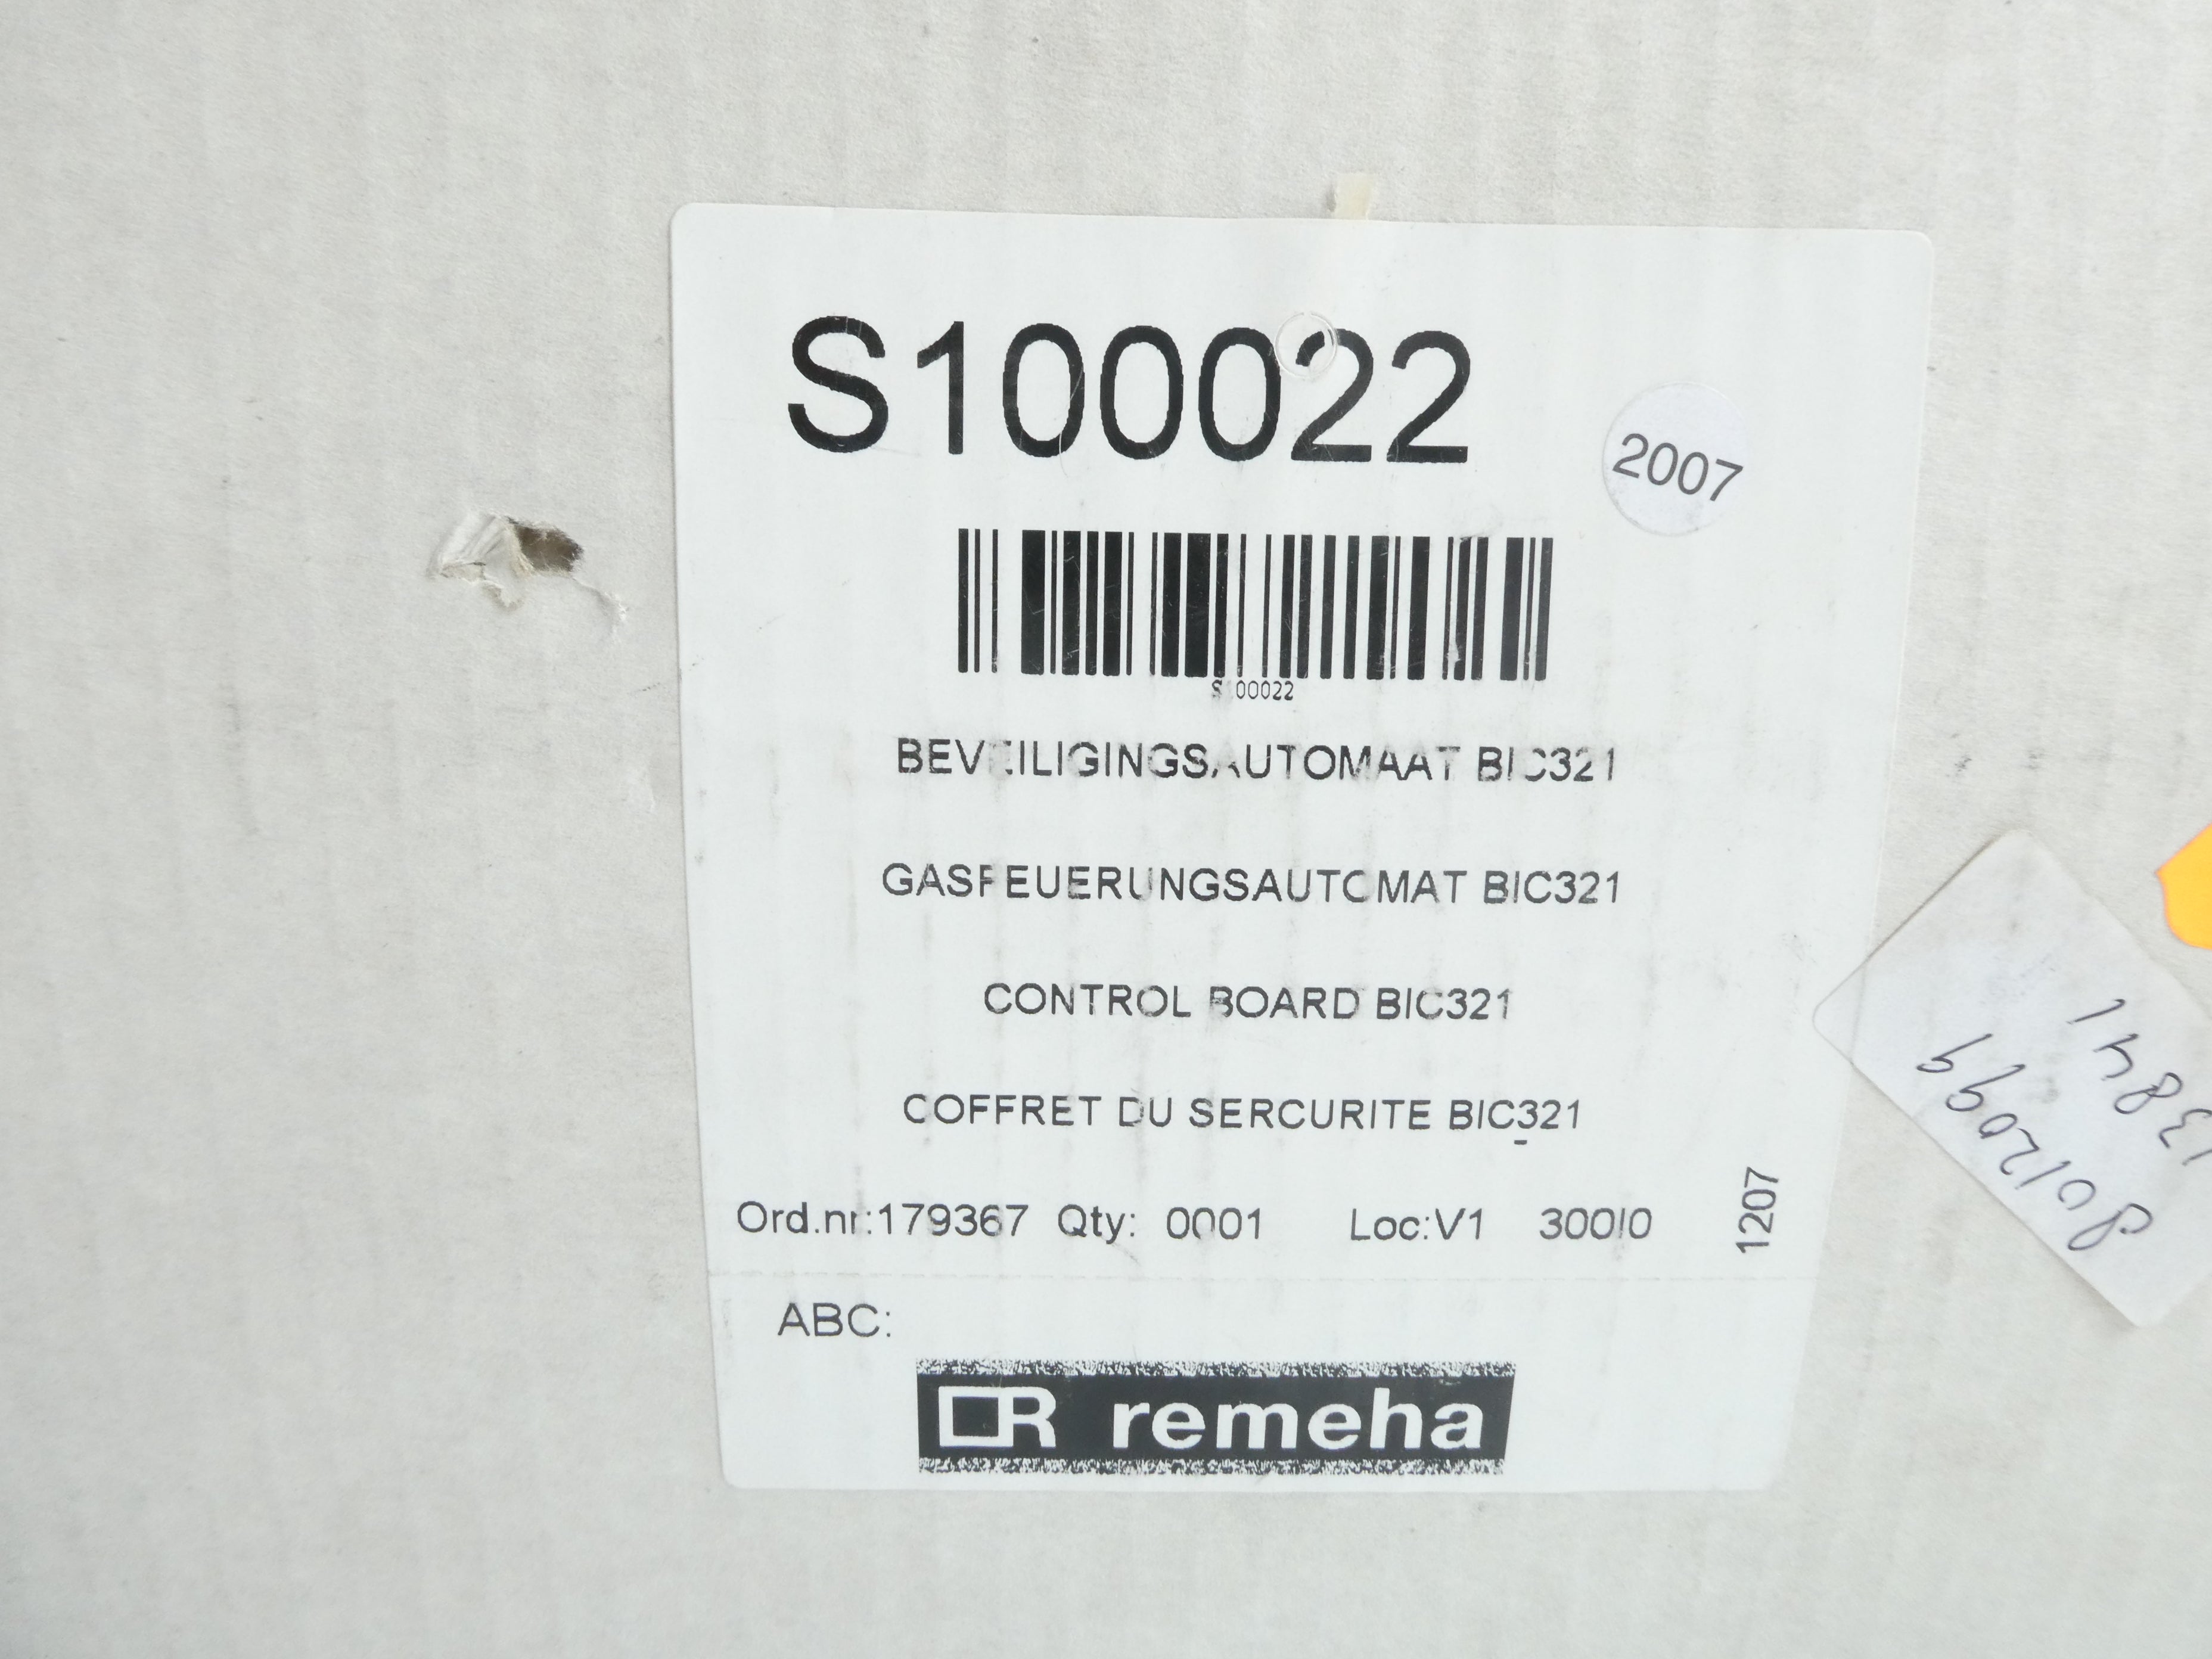 S100022
2007
S100022
BEVEILIGINGSAUTOMAAT BIC321
GASFEUERUNGSAUTOMAT BIC321
CONTROL BOARD BIC321
COFFRET DU SERCURITE BIC321
Ord.nr:179367 Qty: 0001 Loc:V1 300I0
1207
ABC:
R remeha